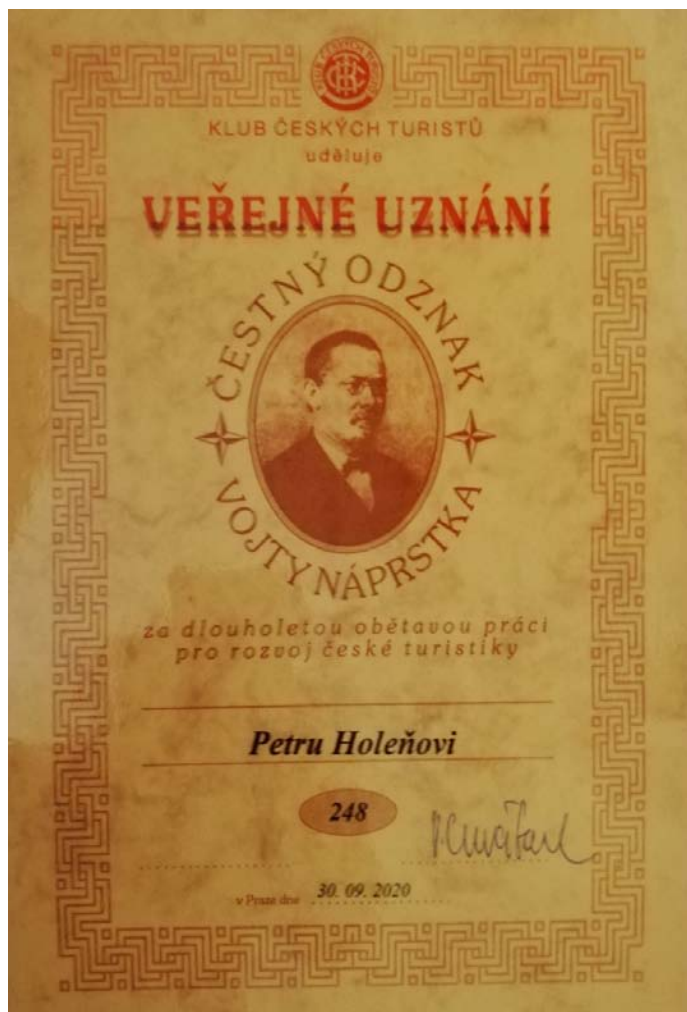 KLUB ČESKÝCH TURISTŮ
uděluje
VEŘEJNÉ UZNÁNÍ
ČESTNÝ ODZNAK
VOJTY NÁPRSTKA
za dlouholetou obětavou práci
pro rozvoj české turistiky
Petru Holeňovi
248
v Praze dne 30. 09. 2020